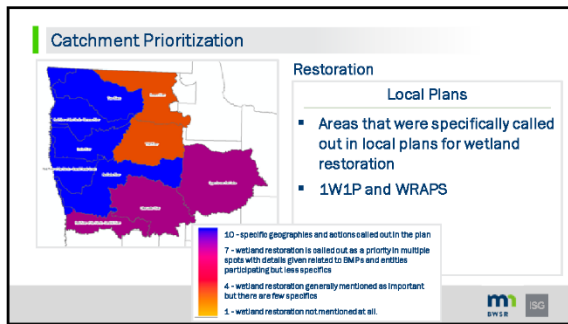 Catchment Prioritization
Restoration
Local Plans
▪ Areas that were specifically called
out in local plans for wetland
restoration
▪ 1W1P and WRAPS
10 - specific geographies and actions called out in the plan
7 - wetland restoration is called out as a priority in multiple
spots with details given related to BMPs and entities
participating but less specifics
4 - wetland restoration generally mentioned as important
but there are few specifics
1 - wetland restoration not mentioned at all.
BWSR
ISG